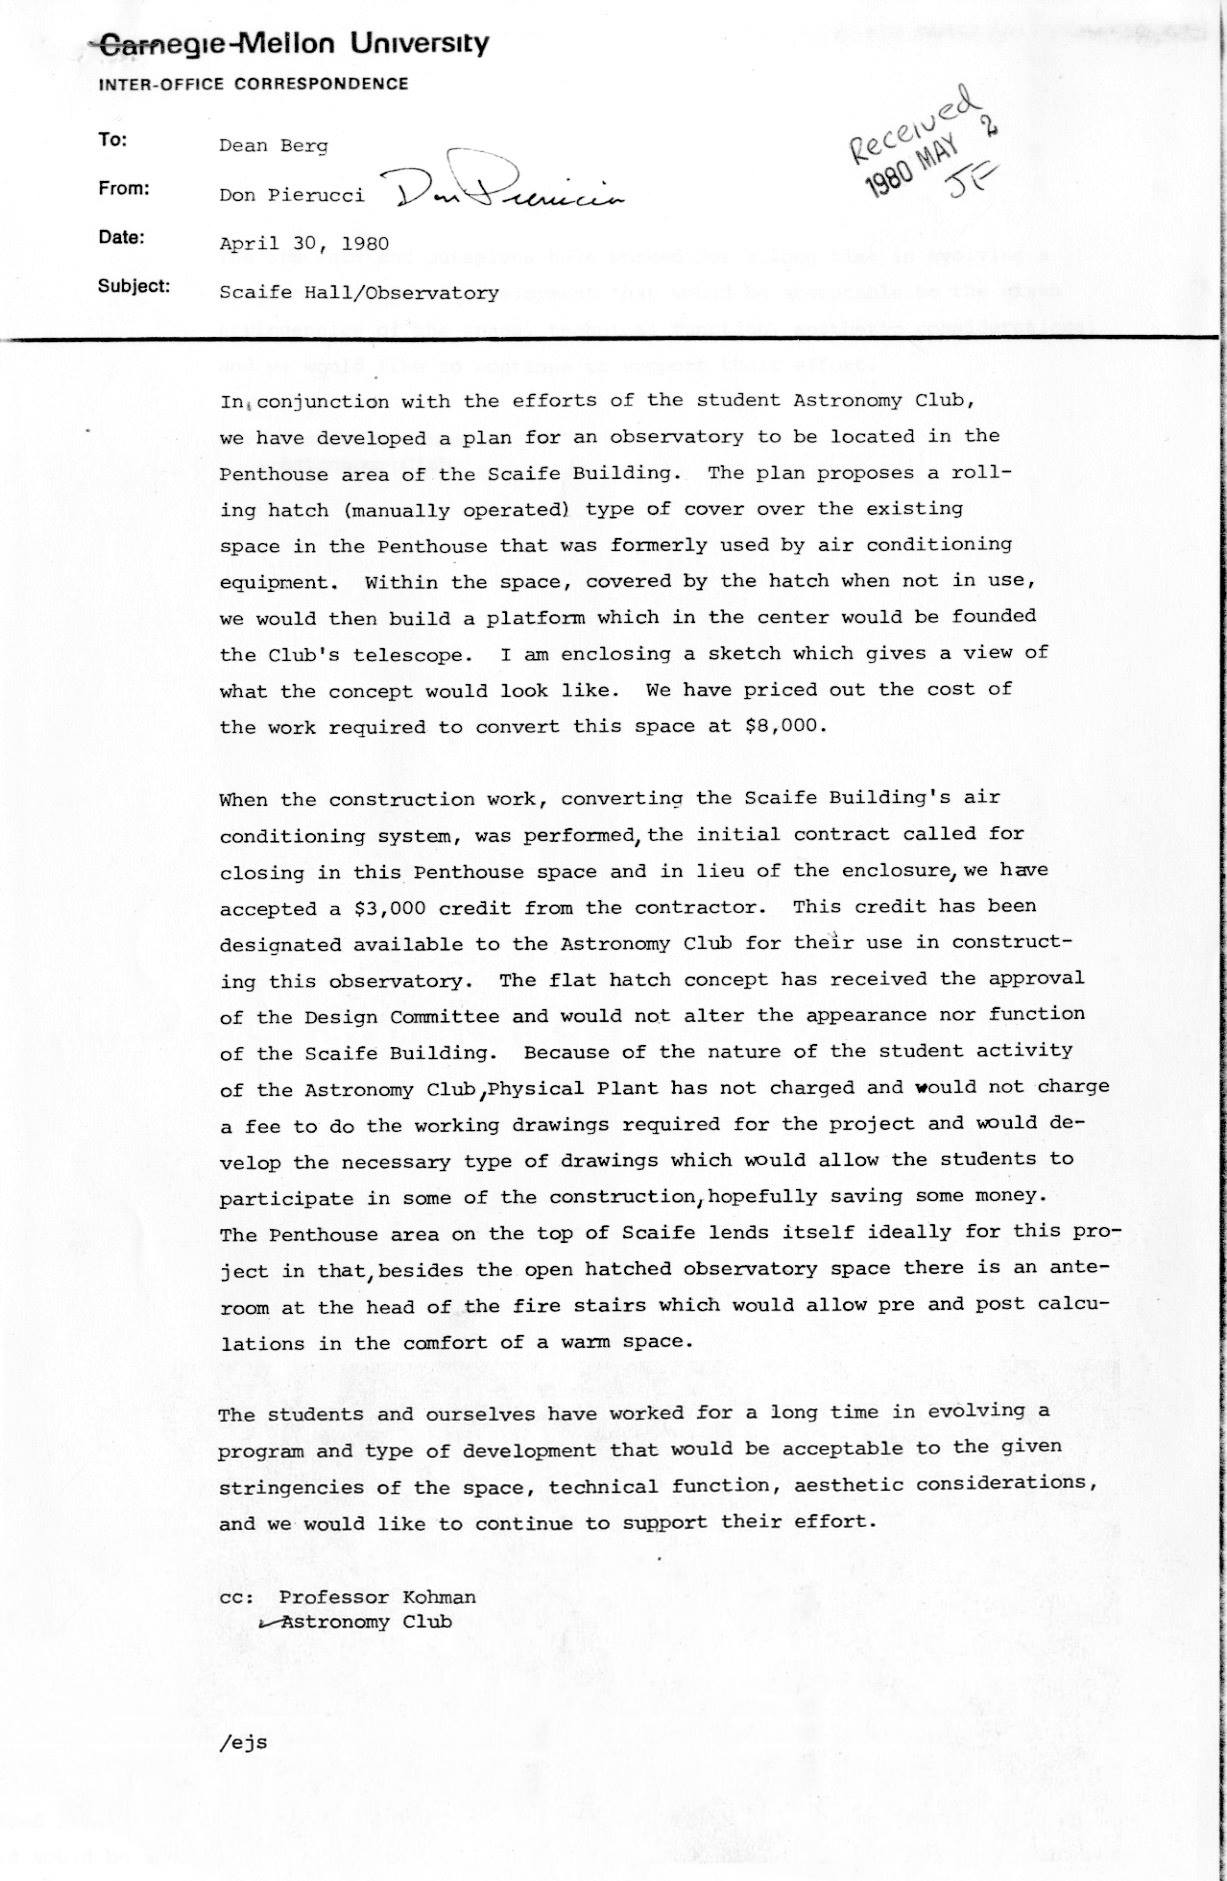 Carnegie-Mellon University
INTER-OFFICE CORRESPONDENCE
To: Dean Berg
From: Don Pierucci Don Pierucci
Date: April 30, 1980
Subject: Scaife Hall/Observatory
Received
1980 MAY 2
JF
In conjunction with the efforts of the student Astronomy Club,
we have developed a plan for an observatory to be located in the
Penthouse area of the Scaife Building. The plan proposes a roll-
ing hatch (manually operated) type of cover over the existing
space in the Penthouse that was formerly used by air conditioning
equipment. Within the space, covered by the hatch when not in use,
we would then build a platform which in the center would be founded
the Club's telescope. I am enclosing a sketch which gives a view of
what the concept would look like. We have priced out the cost of
the work required to convert this space at $8,000.
When the construction work, converting the Scaife Building's air
conditioning system, was performed, the initial contract called for
closing in this Penthouse space and in lieu of the enclosure, we have
accepted a $3,000 credit from the contractor. This credit has been
designated available to the Astronomy Club for their use in construct-
ing this observatory. The flat hatch concept has received the approval
of the Design Committee and would not alter the appearance nor function
of the Scaife Building. Because of the nature of the student activity
of the Astronomy Club, Physical Plant has not charged and would not charge
a fee to do the working drawings required for the project and would de-
velop the necessary type of drawings which would allow the students to
participate in some of the construction, hopefully saving some money.
The Penthouse area on the top of Scaife lends itself ideally for this pro-
ject in that, besides the open hatched observatory space there is an ante-
room at the head of the fire stairs which would allow pre and post calcu-
lations in the comfort of a warm space.
The students and ourselves have worked for a long time in evolving a
program and type of development that would be acceptable to the given
stringencies of the space, technical function, aesthetic considerations,
and we would like to continue to support their effort.
cc: Professor Kohman
Astronomy Club
/ejs